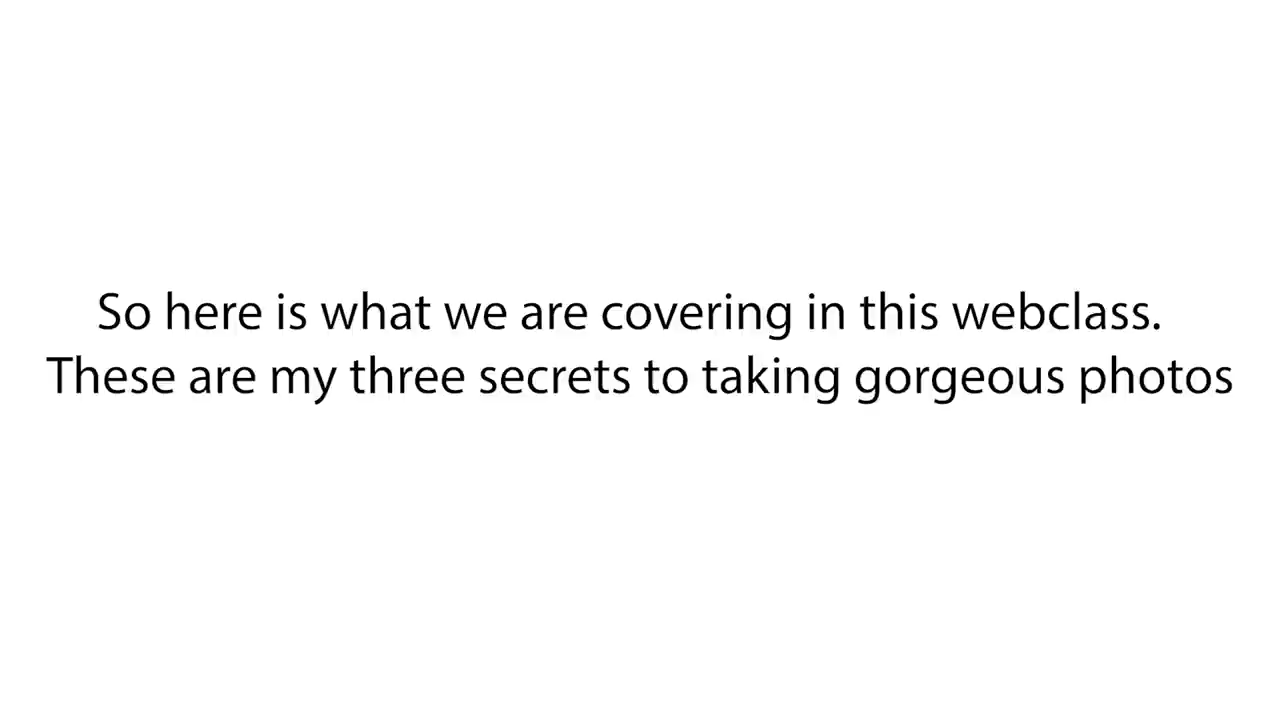 So here is what we are covering in this webclass.
These are my three secrets to taking gorgeous photos